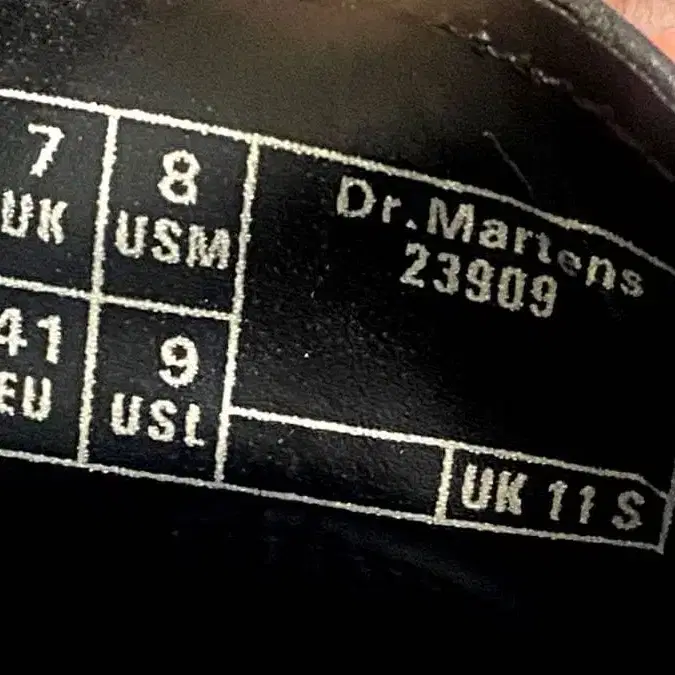 7
UK
8
USM
Dr.Martens
23909
41
EU
9
USL
UK 11 S